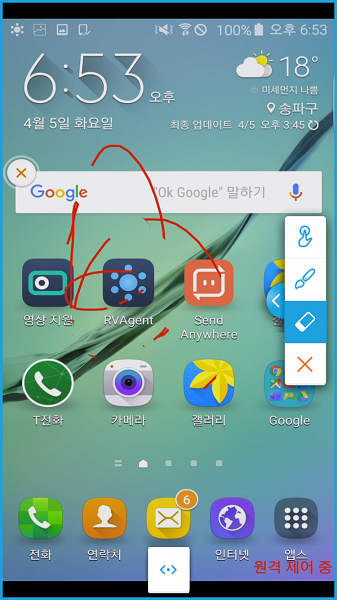 100% 오후 6:53
6:53 오후
18°
미세먼지 나쁨
송파구
4월 5일 화요일
최종 업데이트 4/5 오후 3:45
Google "Ok Google" 말하기
영상 지원
RVAgent
Send
Anywhere
T전화
카메라
갤러리
Google
6
전화
연락처
인터넷
앱스
원격 제어 중